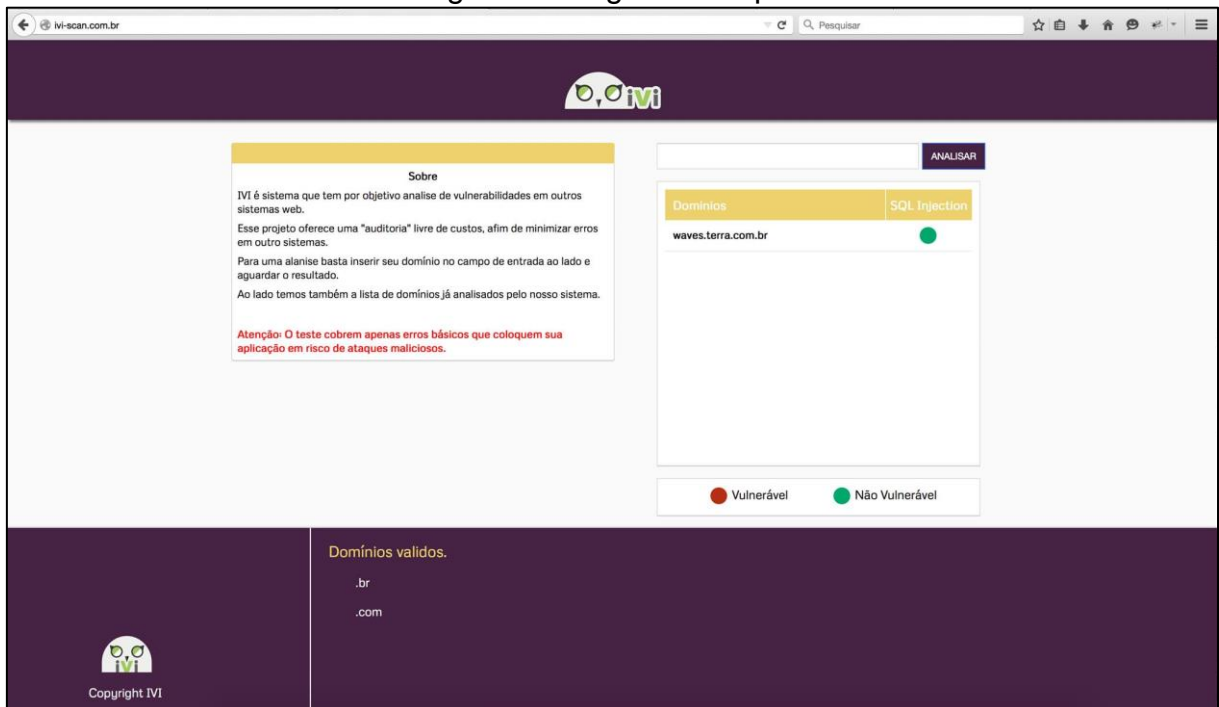 ivi-scan.com.br
Pesquisar
ivi
Sobre
IVI é sistema que tem por objetivo analise de vulnerabilidades em outros
sistemas web.
Esse projeto oferece uma "auditoria" livre de custos, afim de minimizar erros
em outro sistemas.
Para uma alanise basta inserir seu domínio no campo de entrada ao lado e
aguardar o resultado.
Ao lado temos também a lista de domínios já analisados pelo nosso sistema.
Atenção: O teste cobrem apenas erros básicos que coloquem sua
aplicação em risco de ataques maliciosos.
ANALISAR
Dominios SQL Injection
waves.terra.com.br
Vulnerável Não Vulnerável
Domínios validos.
.br
.com
ivi
Copyright IVI